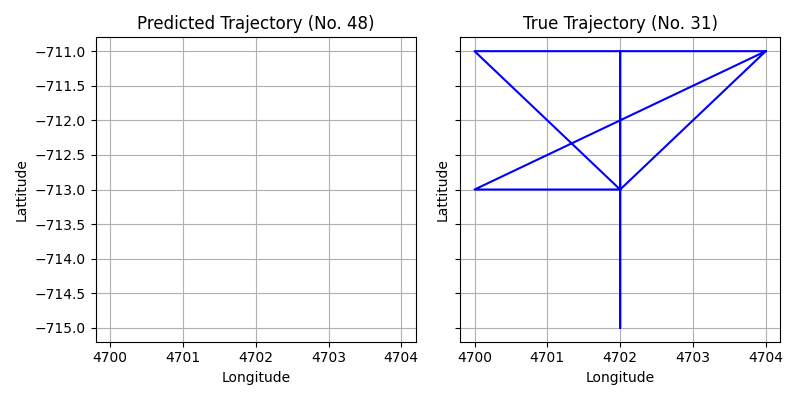 Predicted Trajectory (No. 48)
True Trajectory (No. 31)
−711.0
−711.5
−712.0
−712.5
−713.0
−713.5
−714.0
−714.5
−715.0
Lattitude
Lattitude
4700 4701 4702 4703 4704
4700 4701 4702 4703 4704
Longitude
Longitude